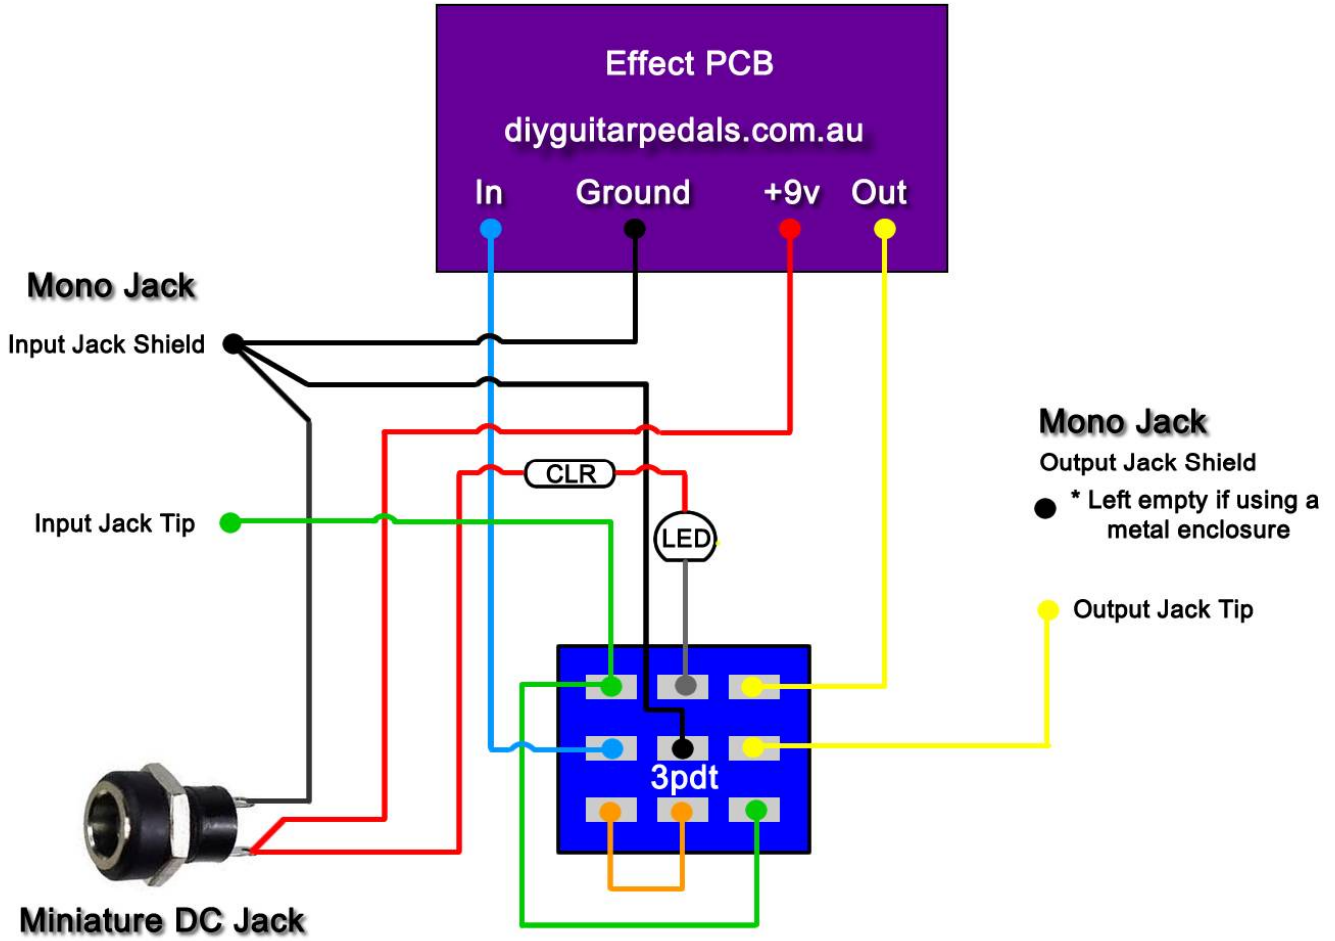 Effect PCB
diyguitarpedals.com.au
In Ground +9v Out
Mono Jack
Input Jack Shield
Mono Jack
Output Jack Shield
* Left empty if using a
metal enclosure
CLR
Input Jack Tip
LED
Output Jack Tip
3pdt
Miniature DC Jack